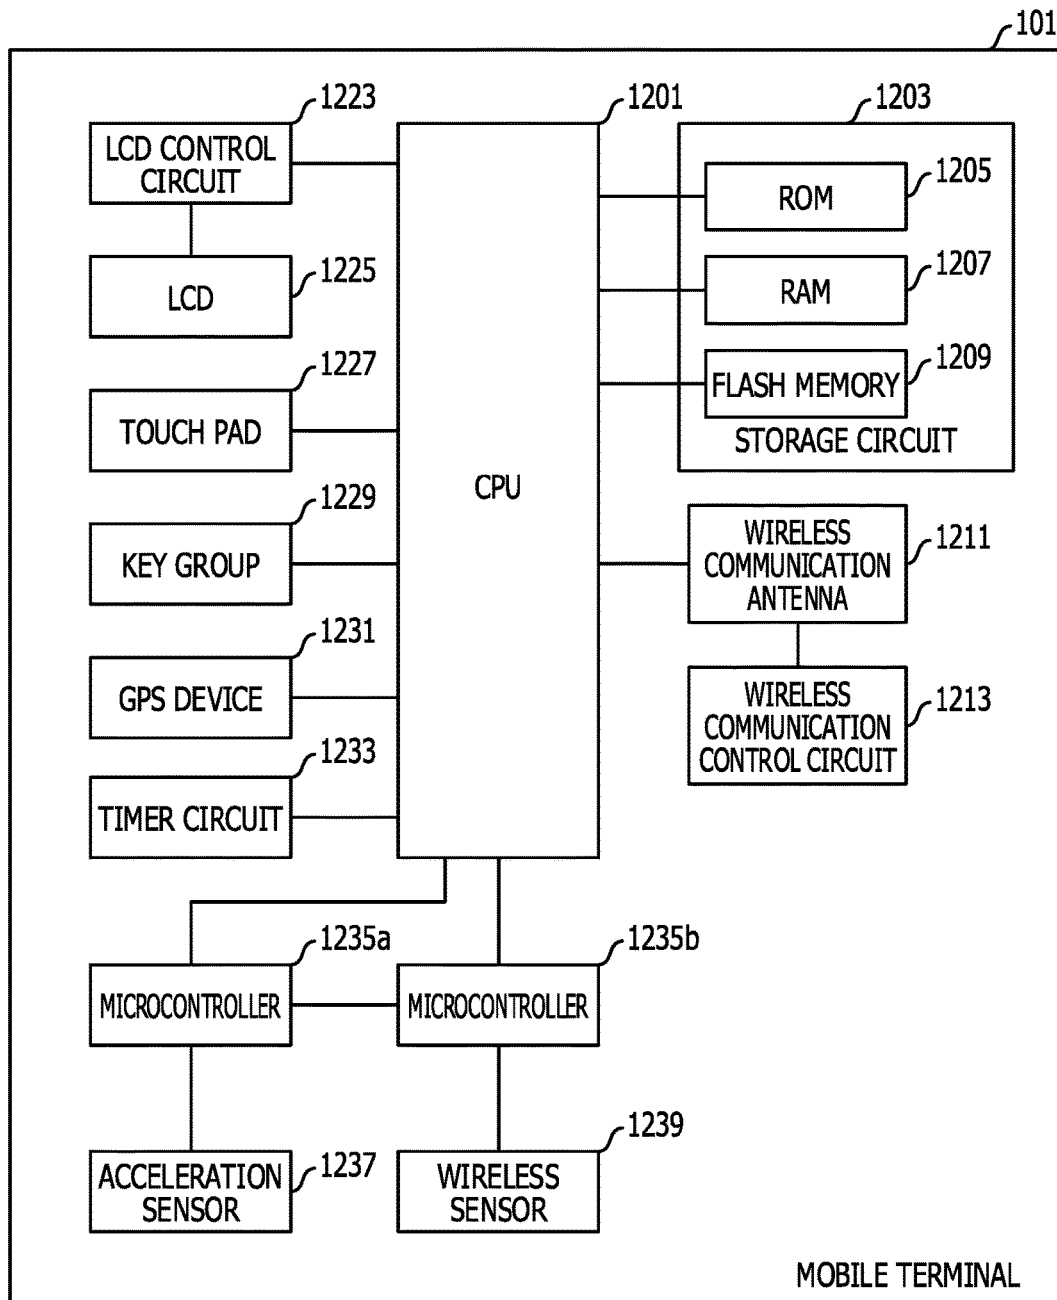 101
1223
LCD CONTROL
CIRCUIT
1225
LCD
1227
TOUCH PAD
1229
KEY GROUP
1231
GPS DEVICE
1233
TIMER CIRCUIT
1201
CPU
1203
1205
ROM
1207
RAM
1209
FLASH MEMORY
STORAGE CIRCUIT
1211
WIRELESS
COMMUNICATION
ANTENNA
1213
WIRELESS
COMMUNICATION
CONTROL CIRCUIT
1235a
MICROCONTROLLER
1235b
MICROCONTROLLER
1237
ACCELERATION
SENSOR
1239
WIRELESS
SENSOR
MOBILE TERMINAL